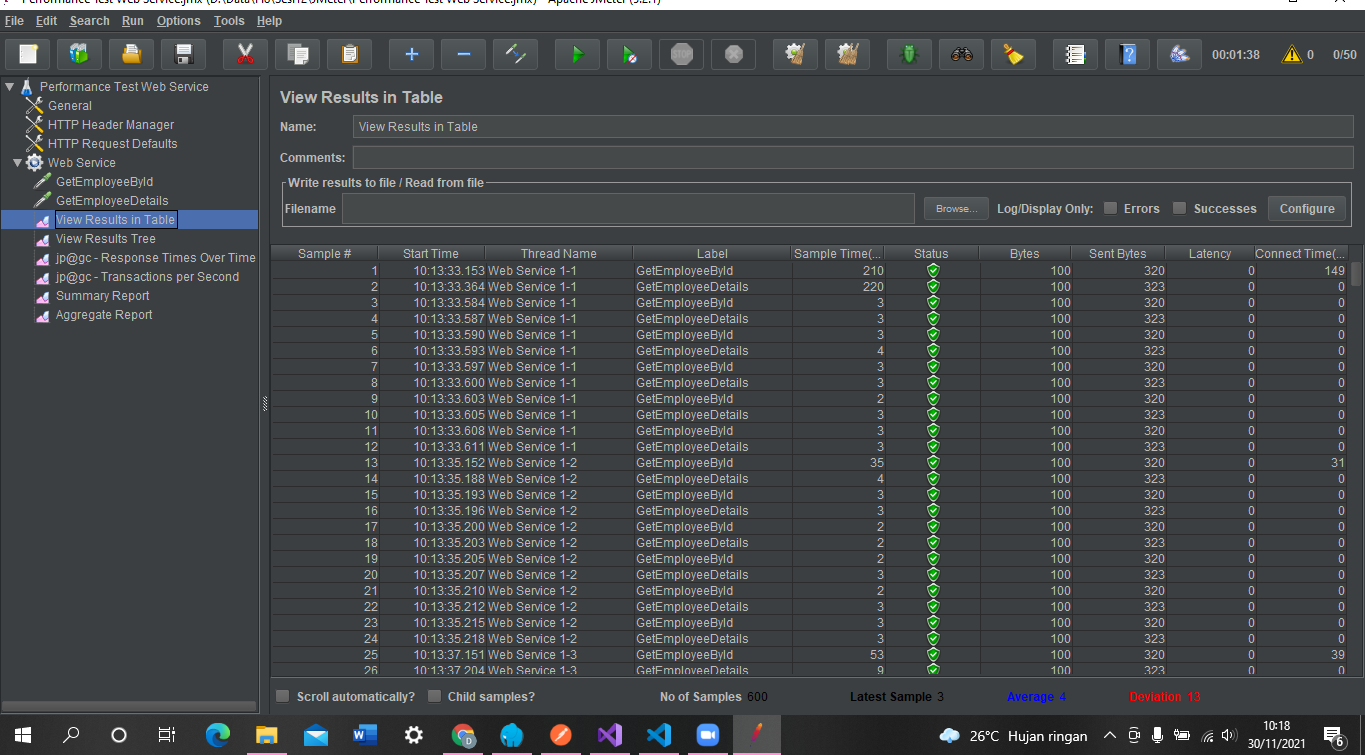 Performance Test Web Service.jmx (D:\Data\Flo\Sesi12\JMeter\Performance Test Web Service.jmx) - Apache JMeter (5.2.1)
File Edit Search Run Options Tools Help
STOP 00:01:38 0 0/50
Performance Test Web Service
General
HTTP Header Manager
HTTP Request Defaults
Web Service
GetEmployeeById
GetEmployeeDetails
View Results in Table
View Results Tree
jp@gc - Response Times Over Time
jp@gc - Transactions per Second
Summary Report
Aggregate Report
View Results in Table
Name: View Results in Table
Comments:
Write results to file / Read from file
Filename Browse... Log/Display Only: Errors Successes Configure
Sample # Start Time Thread Name Label Sample Time(... Status Bytes Sent Bytes Latency Connect Time(...
1 10:13:33.153 Web Service 1-1 GetEmployeeById 210 100 320 0 149
2 10:13:33.364 Web Service 1-1 GetEmployeeDetails 220 100 323 0 0
3 10:13:33.584 Web Service 1-1 GetEmployeeById 3 100 320 0 0
4 10:13:33.587 Web Service 1-1 GetEmployeeDetails 3 100 323 0 0
5 10:13:33.590 Web Service 1-1 GetEmployeeById 3 100 320 0 0
6 10:13:33.593 Web Service 1-1 GetEmployeeDetails 4 100 323 0 0
7 10:13:33.597 Web Service 1-1 GetEmployeeById 3 100 320 0 0
8 10:13:33.600 Web Service 1-1 GetEmployeeDetails 3 100 323 0 0
9 10:13:33.603 Web Service 1-1 GetEmployeeById 2 100 320 0 0
10 10:13:33.605 Web Service 1-1 GetEmployeeDetails 3 100 323 0 0
11 10:13:33.608 Web Service 1-1 GetEmployeeById 3 100 320 0 0
12 10:13:33.611 Web Service 1-1 GetEmployeeDetails 3 100 323 0 0
13 10:13:35.152 Web Service 1-2 GetEmployeeById 35 100 320 0 31
14 10:13:35.188 Web Service 1-2 GetEmployeeDetails 4 100 323 0 0
15 10:13:35.193 Web Service 1-2 GetEmployeeById 3 100 320 0 0
16 10:13:35.196 Web Service 1-2 GetEmployeeDetails 3 100 323 0 0
17 10:13:35.200 Web Service 1-2 GetEmployeeById 2 100 320 0 0
18 10:13:35.203 Web Service 1-2 GetEmployeeDetails 2 100 323 0 0
19 10:13:35.205 Web Service 1-2 GetEmployeeById 2 100 320 0 0
20 10:13:35.207 Web Service 1-2 GetEmployeeDetails 3 100 323 0 0
21 10:13:35.210 Web Service 1-2 GetEmployeeById 2 100 320 0 0
22 10:13:35.212 Web Service 1-2 GetEmployeeDetails 3 100 323 0 0
23 10:13:35.215 Web Service 1-2 GetEmployeeById 3 100 320 0 0
24 10:13:35.218 Web Service 1-2 GetEmployeeDetails 3 100 323 0 0
25 10:13:37.151 Web Service 1-3 GetEmployeeById 53 100 320 0 39
26 10:13:37.204 Web Service 1-3 GetEmployeeDetails 9 100 323 0 0
Scroll automatically? Child samples? No of Samples 600 Latest Sample 3 Average 4 Deviation 13
26°C Hujan ringan 10:18
30/11/2021 6